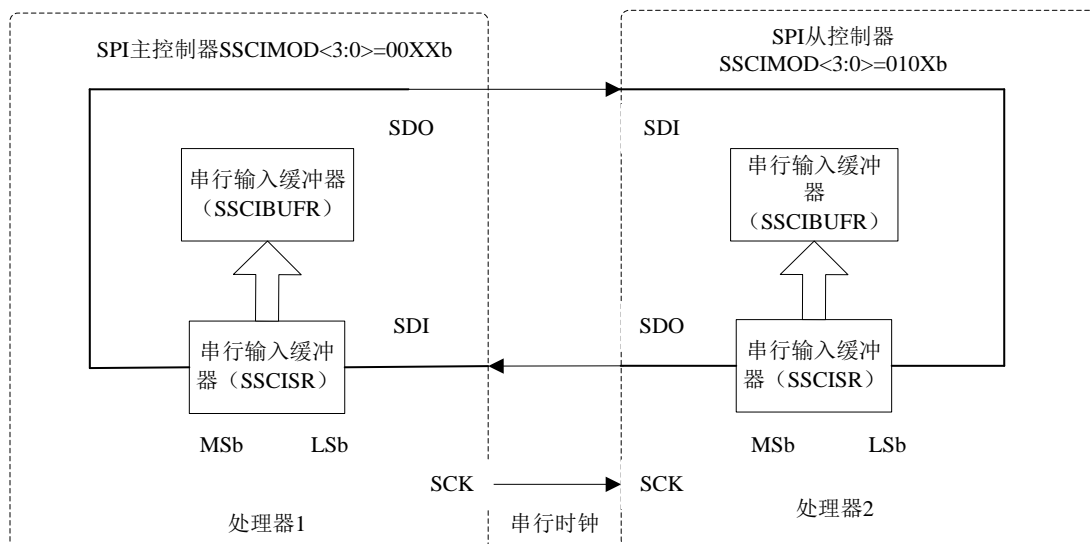 SPI主控制器SSCIMOD<3:0>=00XXb
SPI从控制器
SSCIMOD<3:0>=010Xb
SDO
SDI
串行输入缓冲器
（SSCIBUFR）
串行输入缓冲
器
（SSCIBUFR）
SDI
SDO
串行输入缓冲
器（SSCISR）
串行输入缓冲
器（SSCISR）
MSb
LSb
MSb
LSb
SCK
SCK
处理器1
串行时钟
处理器2